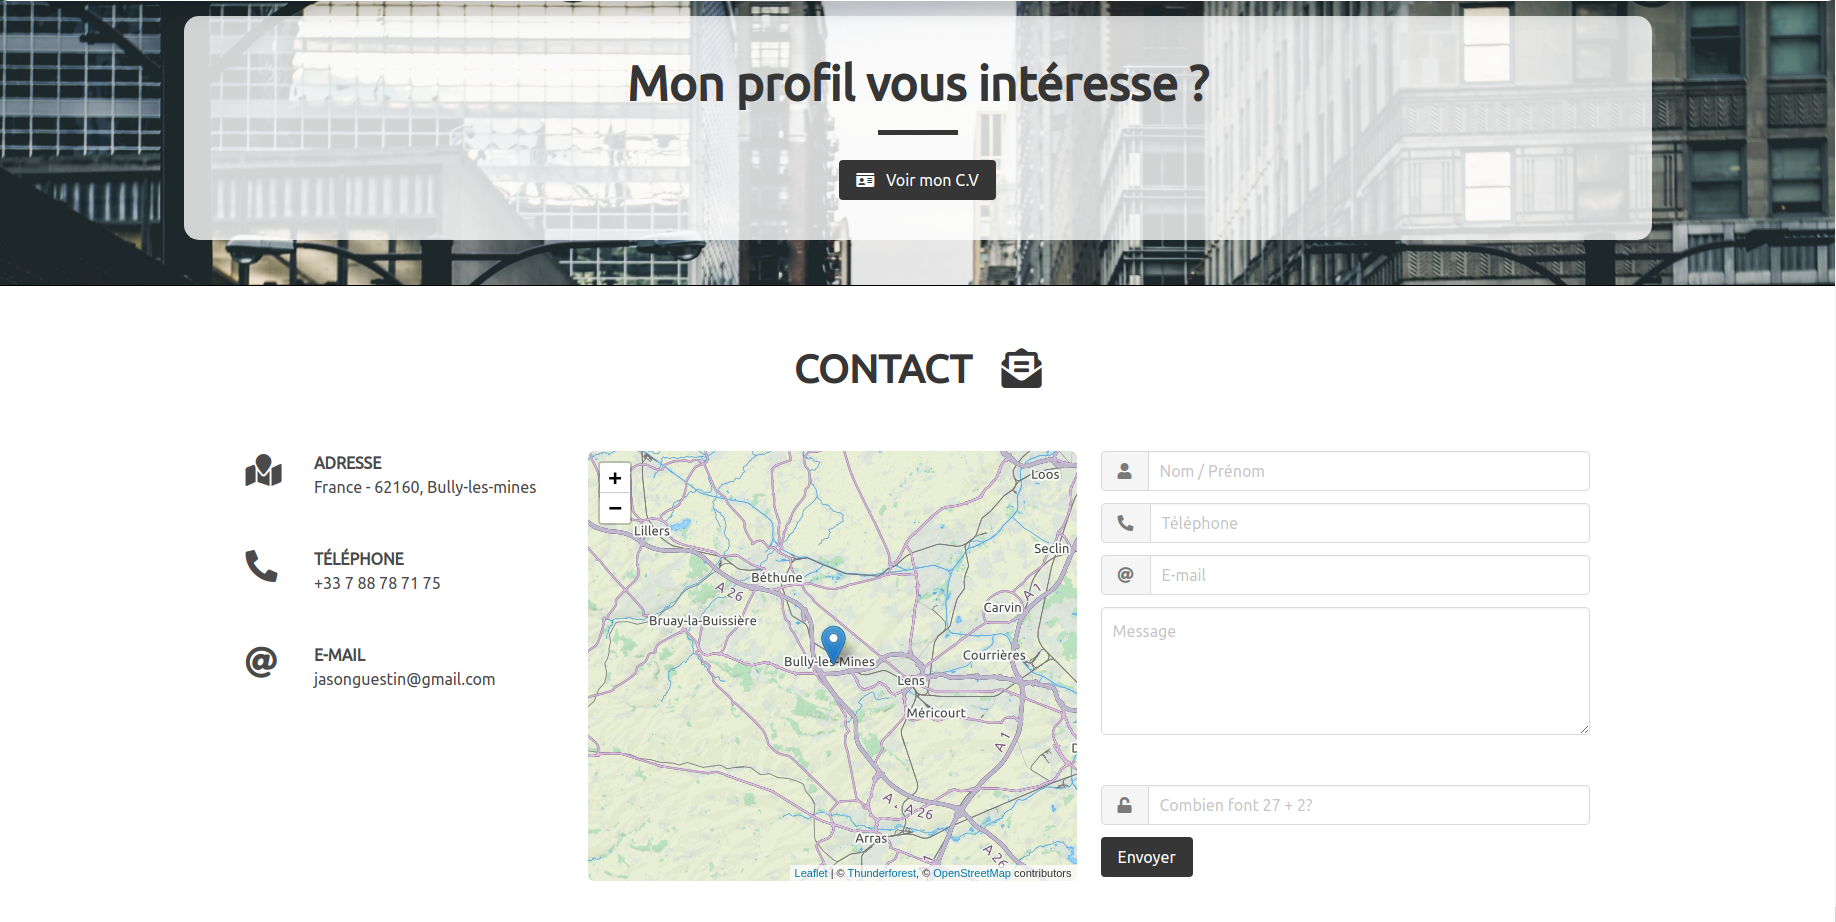 Mon profil vous intéresse ?
Voir mon C.V
CONTACT
ADRESSE
France - 62160, Bully-les-mines
TÉLÉPHONE
+33 7 88 78 71 75
E-MAIL
jasonguestin@gmail.com
+
−
Loos
Lillers
Seclin
Béthune
A 26
Carvin
A 1
Bruay-la-Buissière
Bully-les-Mines
Courrières
Lens
Méricourt
A 1
A 26
Arras
Leaflet | © Thunderforest, © OpenStreetMap contributors
Nom / Prénom
Téléphone
E-mail
Message
Combien font 27 + 2?
Envoyer